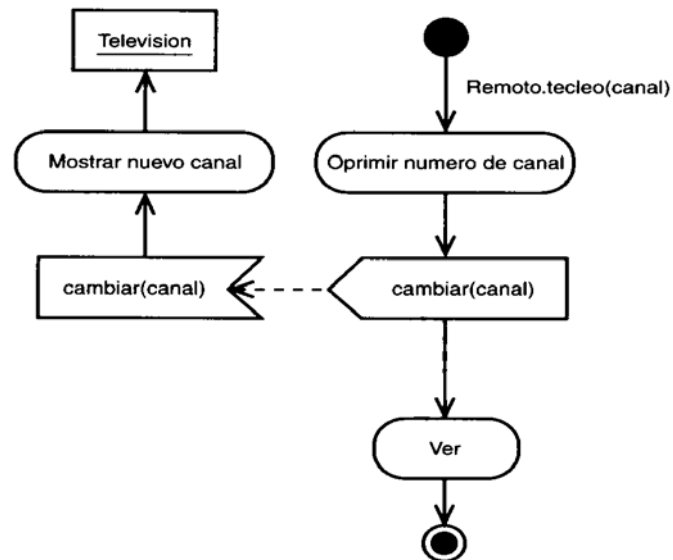 Television
Remoto.tecleo(canal)
Mostrar nuevo canal
Oprimir numero de canal
cambiar(canal)
cambiar(canal)
Ver